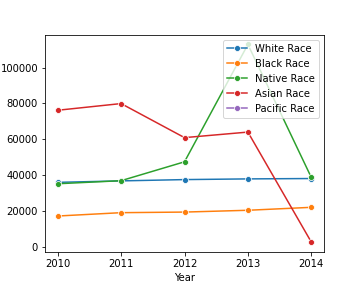 White Race
Black Race
Native Race
Asian Race
Pacific Race
100000
80000
60000
40000
20000
0
2010 2011 2012 2013 2014
Year